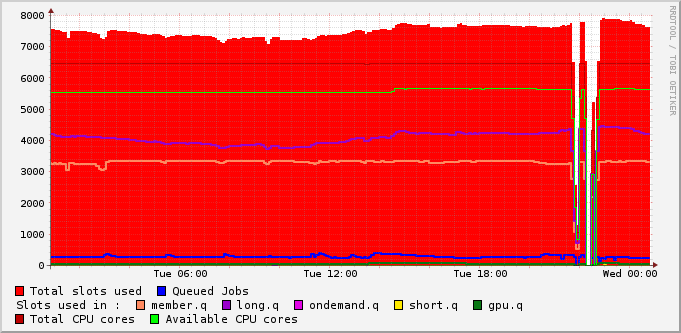 8000
7000
6000
5000
4000
3000
2000
1000
0
Tue 06:00 Tue 12:00 Tue 18:00 Wed 00:00
RRDTOOL / TOBI OETIKER
Total slots used Queued Jobs
Slots used in : member.q long.q ondemand.q short.q gpu.q
Total CPU cores Available CPU cores